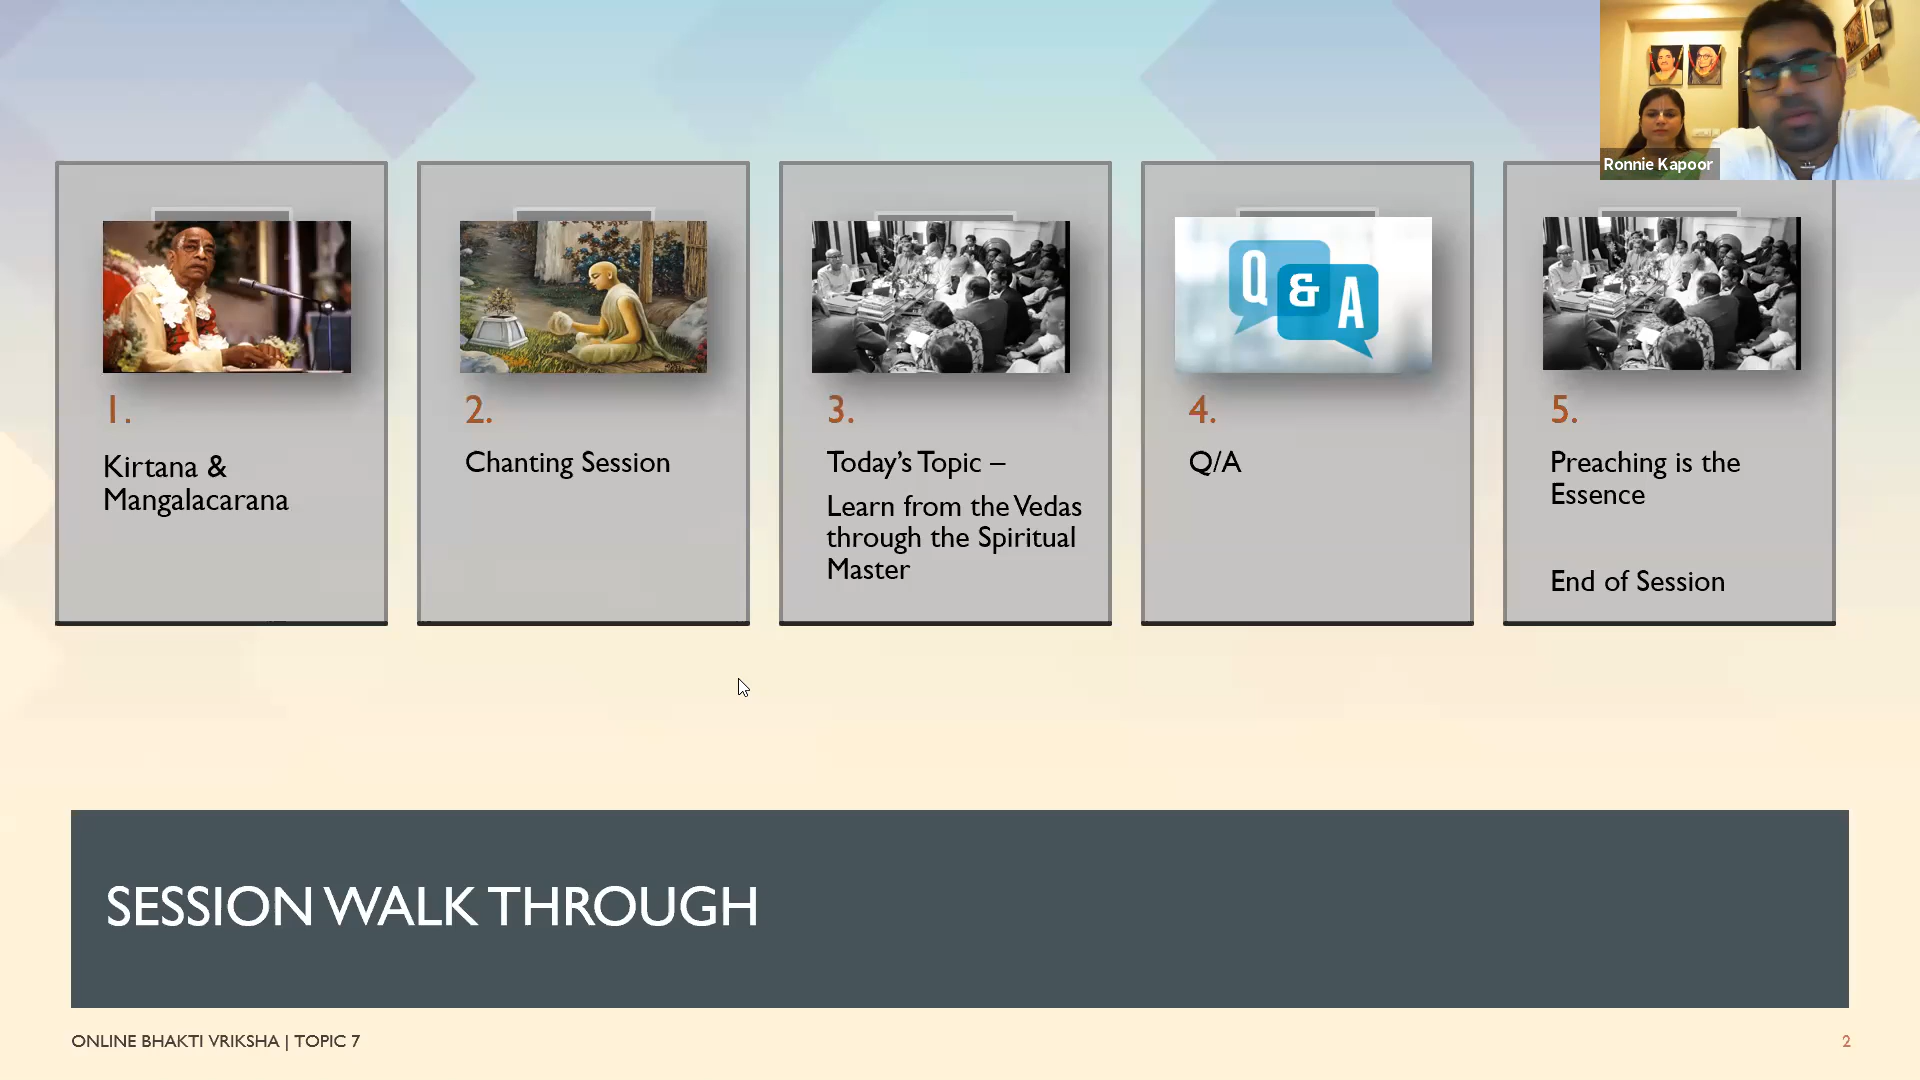 Ronnie Kapoor
Q & A
1.
Kirtana &
Mangalacarana
2.
Chanting Session
3.
Today's Topic –
Learn from the Vedas
through the Spiritual
Master
4.
Q/A
5.
Preaching is the
Essence
End of Session
SESSION WALK THROUGH
ONLINE BHAKTI VRIKSHA | TOPIC 7
2